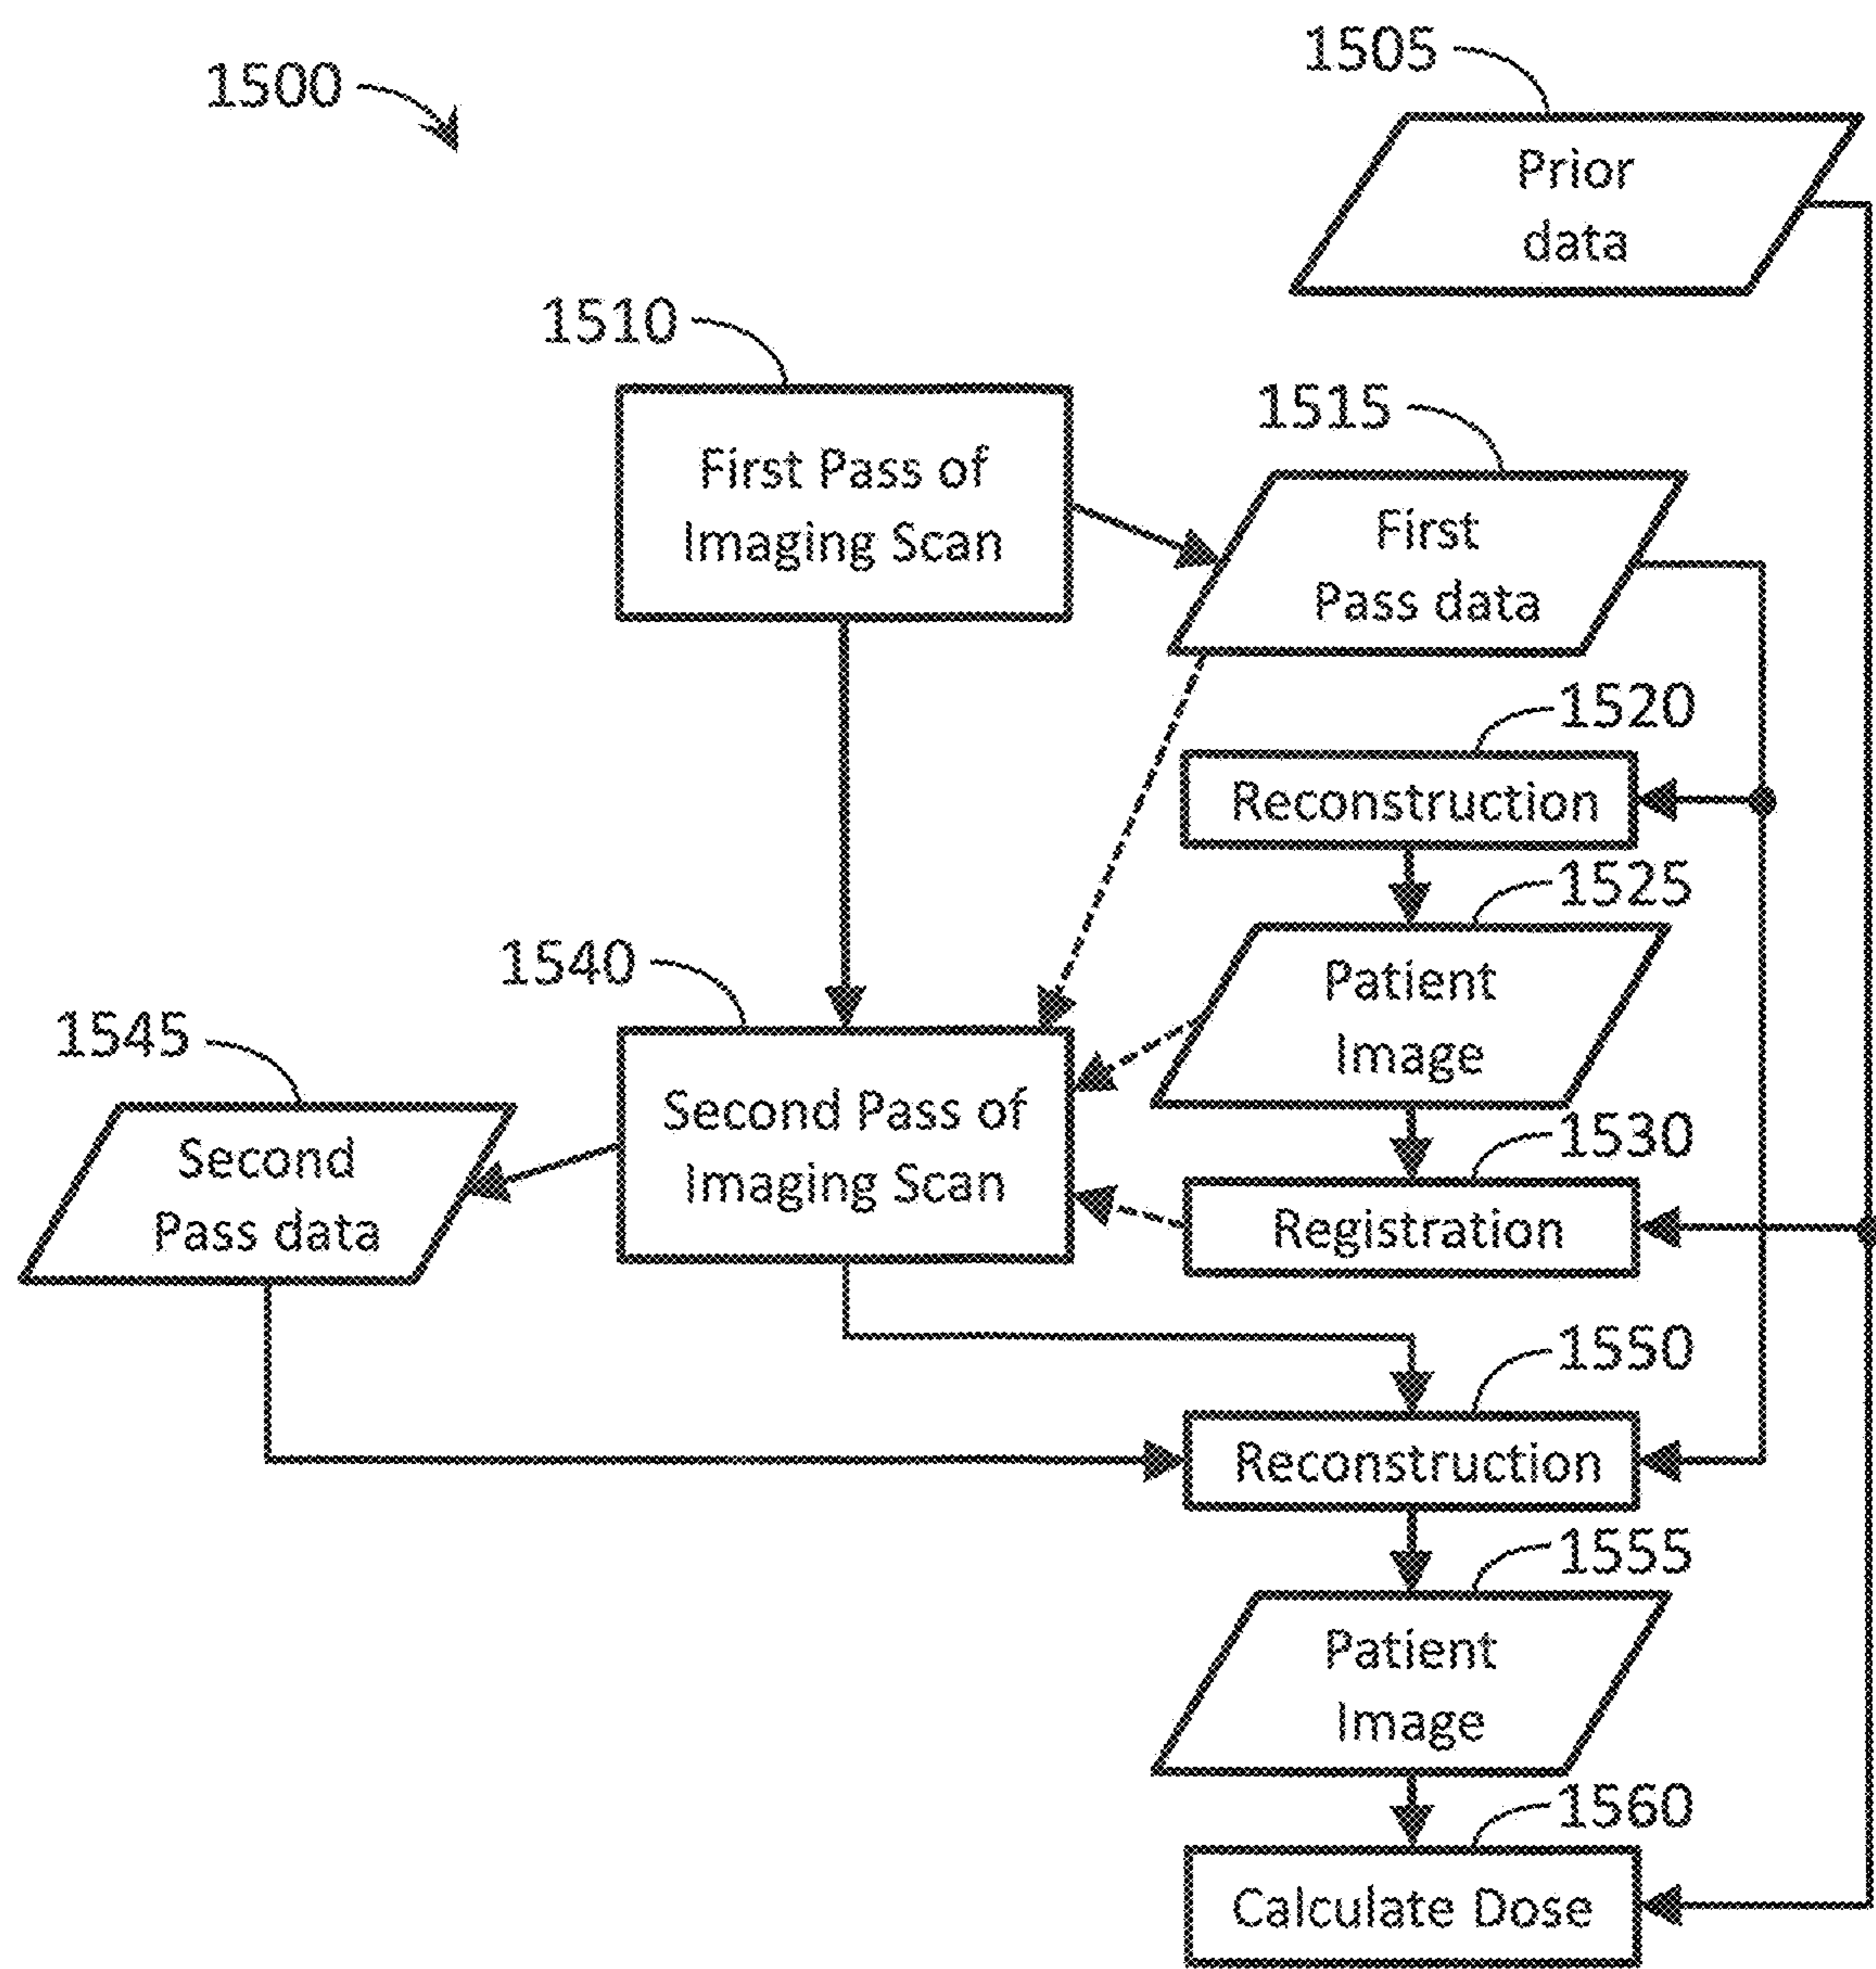 1500
1505
Prior
data
1510
First Pass of
Imaging Scan
1515
First
Pass data
1520
Reconstruction
1525
Patient
Image
1540
Second Pass of
Imaging Scan
1545
Second
Pass data
1530
Registration
1550
Reconstruction
1555
Patient
Image
1560
Calculate Dose